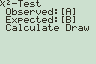 χ²-Test
Observed:[A]
Expected:[B]
Calculate Draw